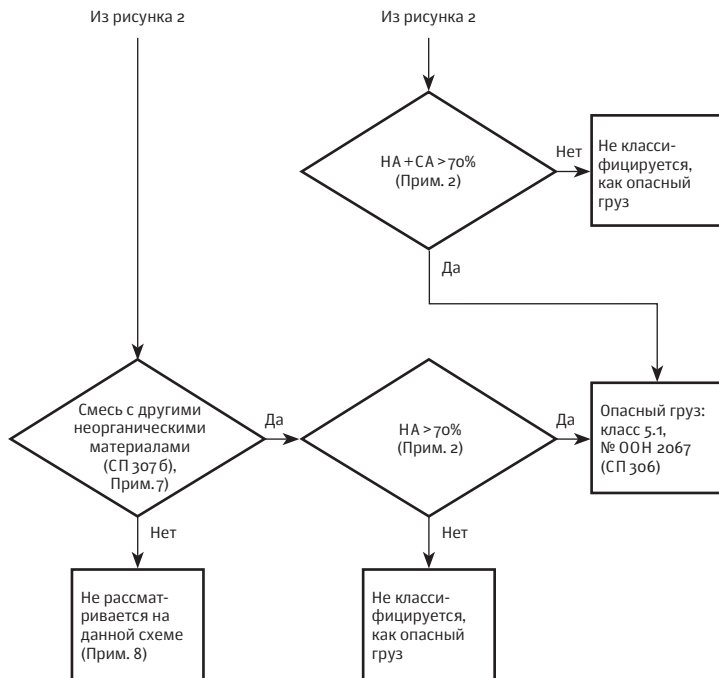 Из рисунка 2
Из рисунка 2
НА + СА > 70%
(Прим. 2)
Нет
Не класси-
фицируется,
как опасный
груз
Да
Смесь с другими
неорганическими
материалами
(СП 307 б),
Прим. 7)
Да
НА > 70%
(Прим. 2)
Да
Опасный груз:
класс 5.1,
№ ООН 2067
(СП 306)
Нет
Нет
Не рассмат-
ривается на
данной схеме
(Прим. 8)
Не класси-
фицируется,
как опасный
груз